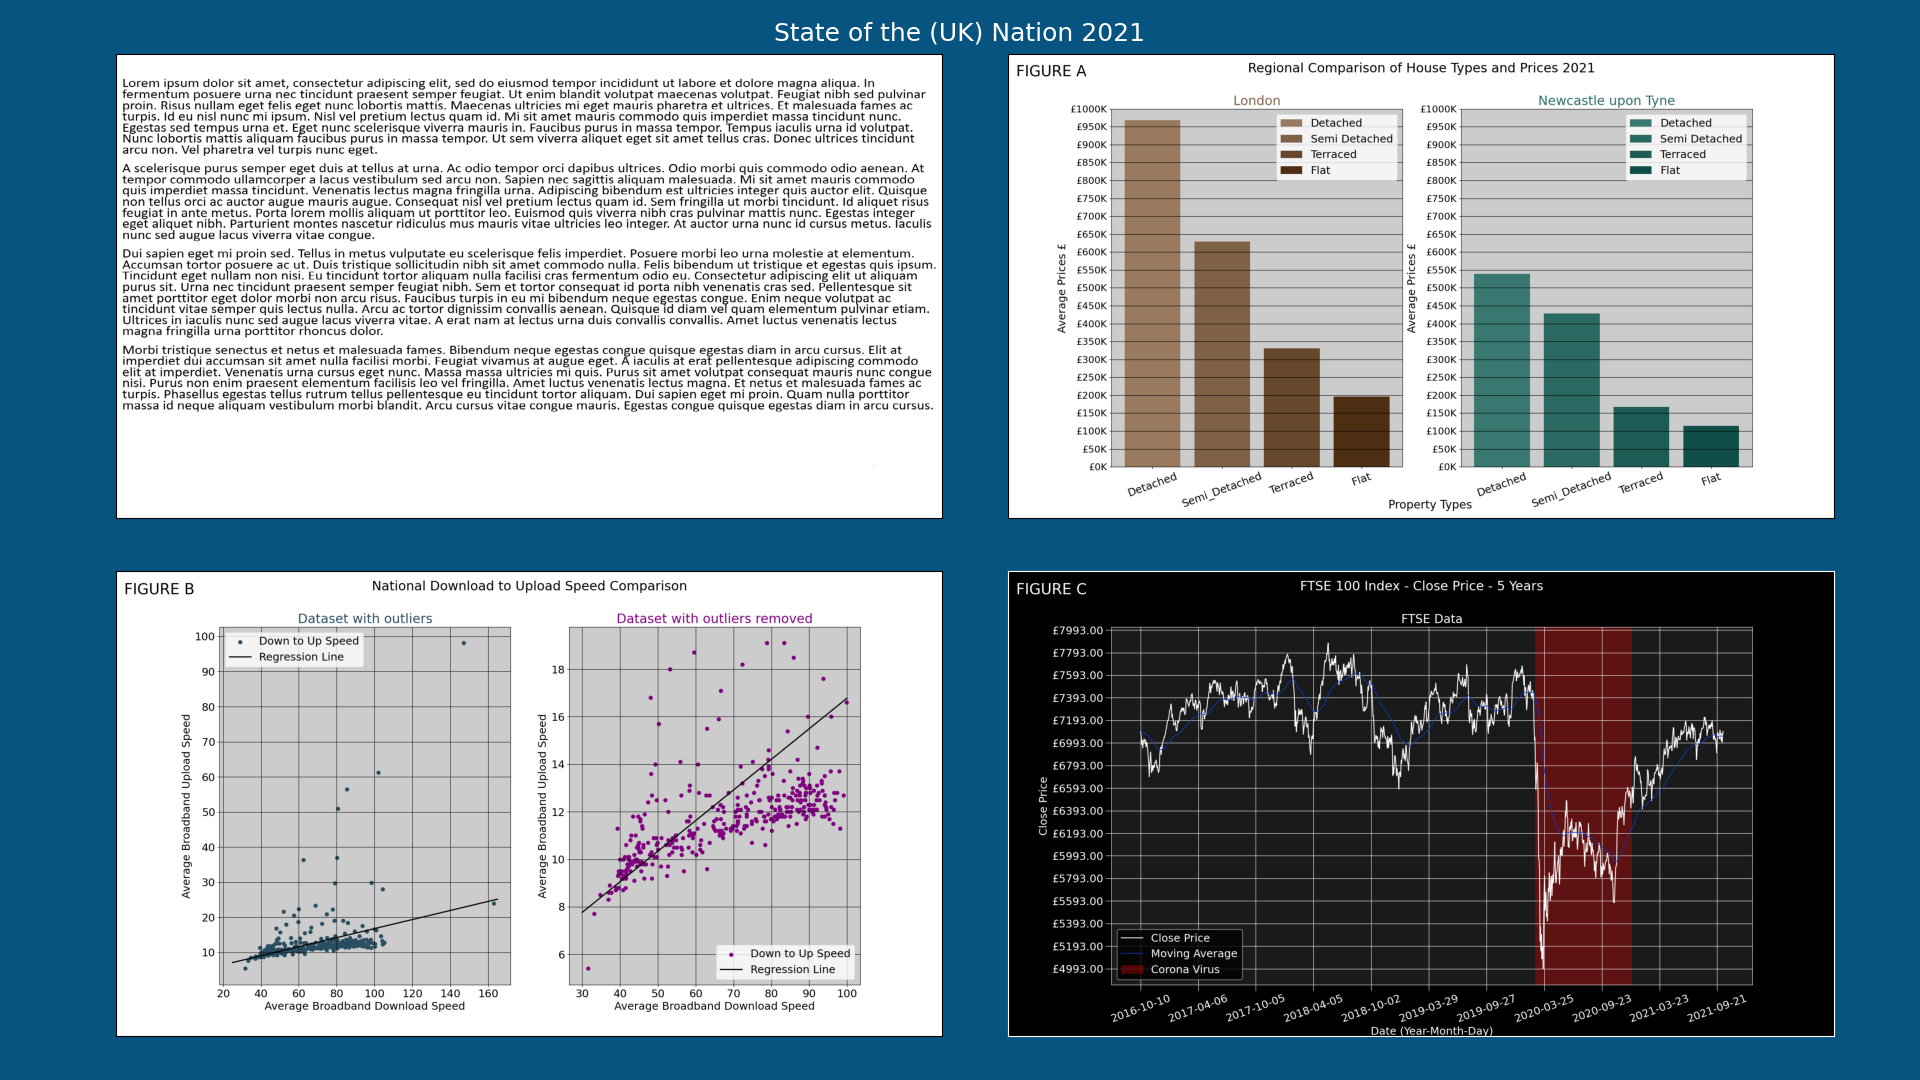 State of the (UK) Nation 2021
Lorem ipsum dolor sit amet, consectetur adipiscing elit, sed do eiusmod tempor incididunt ut labore et dolore magna aliqua. In
fermentum posuere urna nec tincidunt praesent semper feugiat. Ut enim blandit volutpat maecenas volutpat. Feugiat nibh sed pulvinar
proin. Risus nullam eget felis eget nunc lobortis mattis. Maecenas ultricies mi eget mauris pharetra et ultrices. Et malesuada fames ac
turpis. Id eu nisl nunc mi ipsum. Nisl vel pretium lectus quam id. Mi sit amet mauris commodo quis imperdiet massa tincidunt nunc.
Egestas sed tempus urna et. Eget nunc scelerisque viverra mauris in. Faucibus purus in massa tempor. Tempus iaculis urna id volutpat.
Nunc lobortis mattis aliquam faucibus purus in massa tempor. Ut sem viverra aliquet eget sit amet tellus cras. Donec ultrices tincidunt
arcu non. Vel pharetra vel turpis nunc eget.
A scelerisque purus semper eget duis at tellus at urna. Ac odio tempor orci dapibus ultrices. Odio morbi quis commodo odio aenean. At
tempor commodo ullamcorper a lacus vestibulum sed arcu non. Sapien nec sagittis aliquam malesuada. Mi sit amet mauris commodo
quis imperdiet massa tincidunt. Venenatis lectus magna fringilla urna. Adipiscing bibendum est ultricies integer quis auctor elit. Quisque
non tellus orci ac auctor augue mauris augue. Consequat nisl vel pretium lectus quam id. Sem fringilla ut morbi tincidunt. Id aliquet risus
feugiat in ante metus. Porta lorem mollis aliquam ut porttitor leo. Euismod quis viverra nibh cras pulvinar mattis nunc. Egestas integer
eget aliquet nibh. Parturient montes nascetur ridiculus mus mauris vitae ultricies leo integer. At auctor urna nunc id cursus metus. Iaculis
nunc sed augue lacus viverra vitae congue.
Dui sapien eget mi proin sed. Tellus in metus vulputate eu scelerisque felis imperdiet. Posuere morbi leo urna molestie at elementum.
Accumsan tortor posuere ac ut. Duis tristique sollicitudin nibh sit amet commodo nulla. Felis bibendum ut tristique et egestas quis ipsum.
Tincidunt eget nullam non nisi. Eu tincidunt tortor aliquam nulla facilisi cras fermentum odio eu. Consectetur adipiscing elit ut aliquam
purus sit. Urna nec tincidunt praesent semper feugiat nibh. Sem et tortor consequat id porta nibh venenatis cras sed. Pellentesque sit
amet porttitor eget dolor morbi non arcu risus. Faucibus turpis in eu mi bibendum neque egestas congue. Enim neque volutpat ac
tincidunt vitae semper quis lectus nulla. Arcu ac tortor dignissim convallis aenean. Quisque id diam vel quam elementum pulvinar etiam.
Ultrices in iaculis nunc sed augue lacus viverra vitae. A erat nam at lectus urna duis convallis convallis. Amet luctus venenatis lectus
magna fringilla urna porttitor rhoncus dolor.
Morbi tristique senectus et netus et malesuada fames. Bibendum neque egestas congue quisque egestas diam in arcu cursus. Elit at
imperdiet dui accumsan sit amet nulla facilisi morbi. Feugiat vivamus at augue eget. A iaculis at erat pellentesque adipiscing commodo
elit at imperdiet. Venenatis urna cursus eget nunc. Massa massa ultricies mi quis. Purus sit amet volutpat consequat mauris nunc congue
nisi. Purus non enim praesent elementum facilisis leo vel fringilla. Amet luctus venenatis lectus magna. Et netus et malesuada fames ac
turpis. Phasellus egestas tellus rutrum tellus pellentesque eu tincidunt tortor aliquam. Dui sapien eget mi proin. Quam nulla porttitor
massa id neque aliquam vestibulum morbi blandit. Arcu cursus vitae congue mauris. Egestas congue quisque egestas diam in arcu cursus.
FIGURE A
Regional Comparison of House Types and Prices 2021
London
£1000K
£950K
£900K
£850K
£800K
£750K
£700K
£650K
£600K
£550K
£500K
£450K
£400K
£350K
£300K
£250K
£200K
£150K
£100K
£50K
£0K
Average Prices £
Detached
Semi Detached
Terraced
Flat
Detached
Semi_Detached
Terraced
Flat
Newcastle upon Tyne
£1000K
£950K
£900K
£850K
£800K
£750K
£700K
£650K
£600K
£550K
£500K
£450K
£400K
£350K
£300K
£250K
£200K
£150K
£100K
£50K
£0K
Average Prices £
Detached
Semi Detached
Terraced
Flat
Detached
Semi_Detached
Terraced
Flat
Property Types
FIGURE B
National Download to Upload Speed Comparison
Dataset with outliers
100
90
80
70
60
50
40
30
20
10
Average Broadband Upload Speed
Down to Up Speed
Regression Line
20 40 60 80 100 120 140 160
Average Broadband Download Speed
Dataset with outliers removed
18
16
14
12
10
8
6
Average Broadband Upload Speed
Down to Up Speed
Regression Line
30 40 50 60 70 80 90 100
Average Broadband Download Speed
FIGURE C
FTSE 100 Index - Close Price - 5 Years
FTSE Data
£7993.00
£7793.00
£7593.00
£7393.00
£7193.00
£6993.00
£6793.00
£6593.00
£6393.00
£6193.00
£5993.00
£5793.00
£5593.00
£5393.00
£5193.00
£4993.00
Close Price
Close Price
Moving Average
Corona Virus
2016-10-10
2017-04-06
2017-10-05
2018-04-05
2018-10-02
2019-03-29
2019-09-27
2020-03-25
2020-09-23
2021-03-23
2021-09-21
Date (Year-Month-Day)